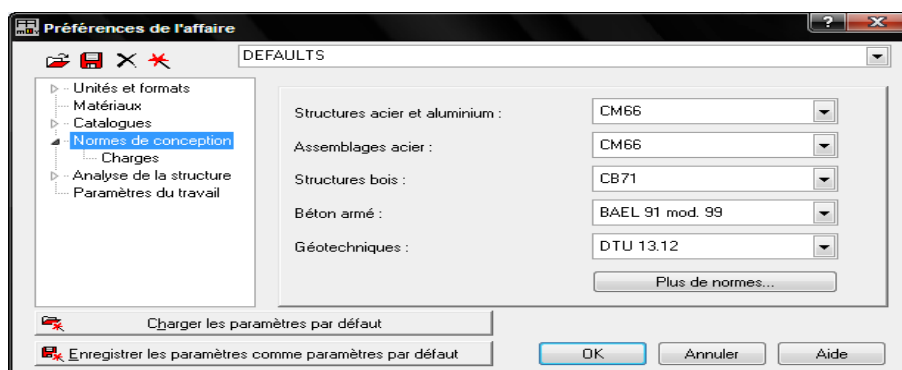 Préférences de l'affaire
DEFAULTS
Unités et formats
Matériaux
Catalogues
Normes de conception
Charges
Analyse de la structure
Paramètres du travail
Structures acier et aluminium :
CM66
Assemblages acier :
CM66
Structures bois :
CB71
Béton armé :
BAEL 91 mod. 99
Géotechniques :
DTU 13.12
Plus de normes...
Charger les paramètres par défaut
Enregistrer les paramètres comme paramètres par défaut
OK
Annuler
Aide